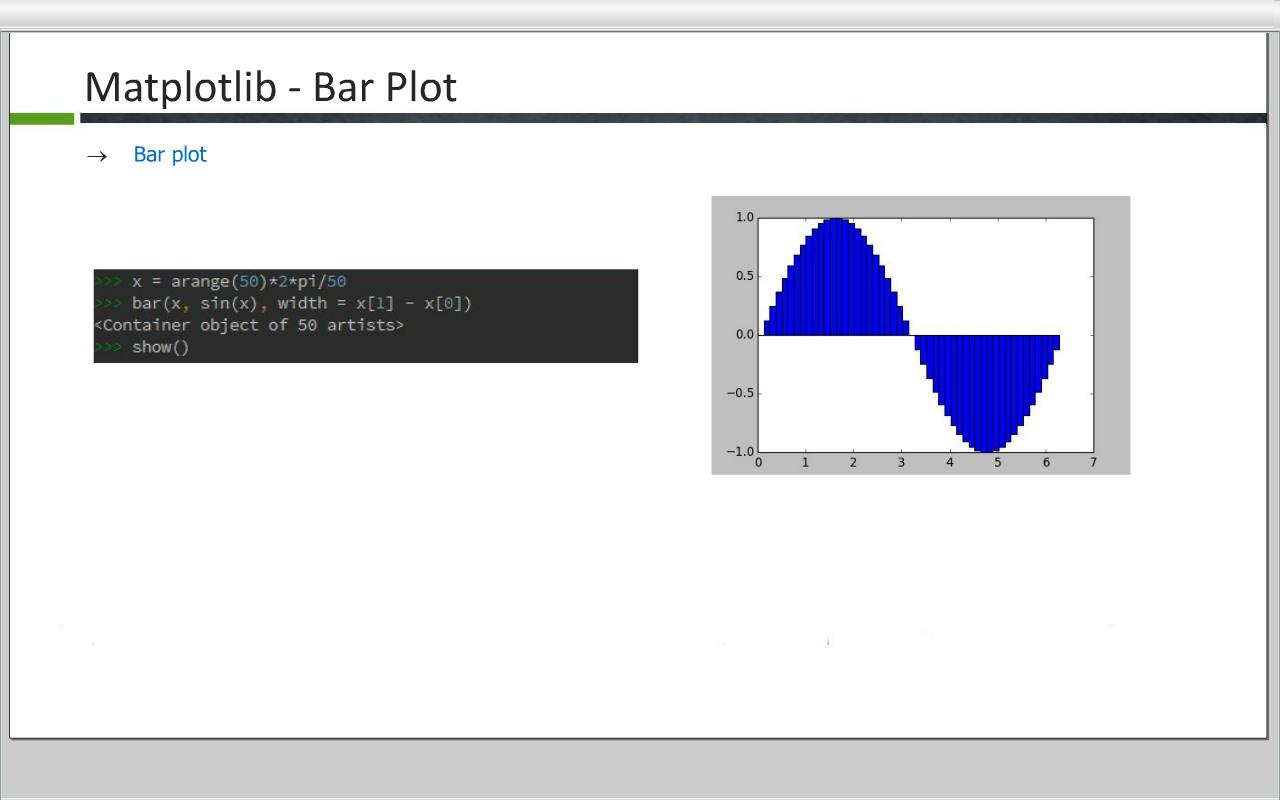 Matplotlib - Bar Plot
→ Bar plot
>>> x = arange(50)*2*pi/50
>>> bar(x, sin(x), width = x[1] - x[0])
<Container object of 50 artists>
>>> show()
1.0
0.5
0.0
−0.5
−1.0
0 1 2 3 4 5 6 7